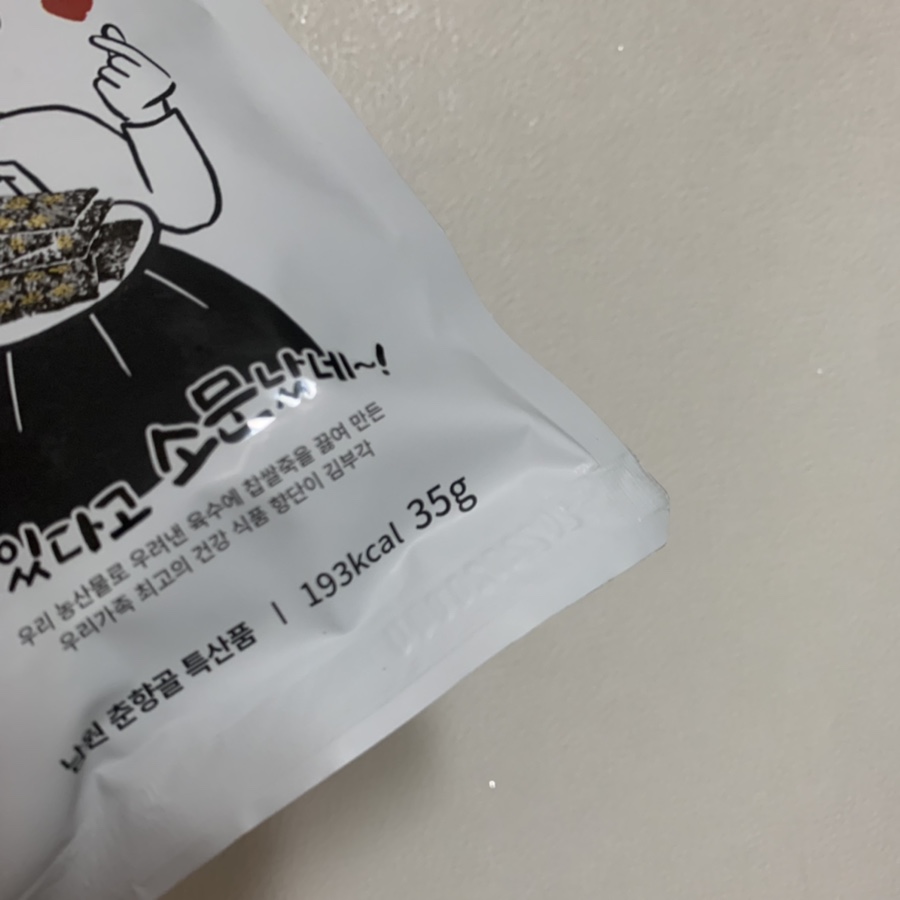 있다고 소문났네~!
우리 농산물로 우려낸 육수에 찹쌀죽을 끓여 만든
우리가족 최고의 건강 식품 향단이 김부각
남원 춘향골 특산품 | 193kcal 35g